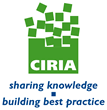 CIRIA
sharing knowledge
building best practice